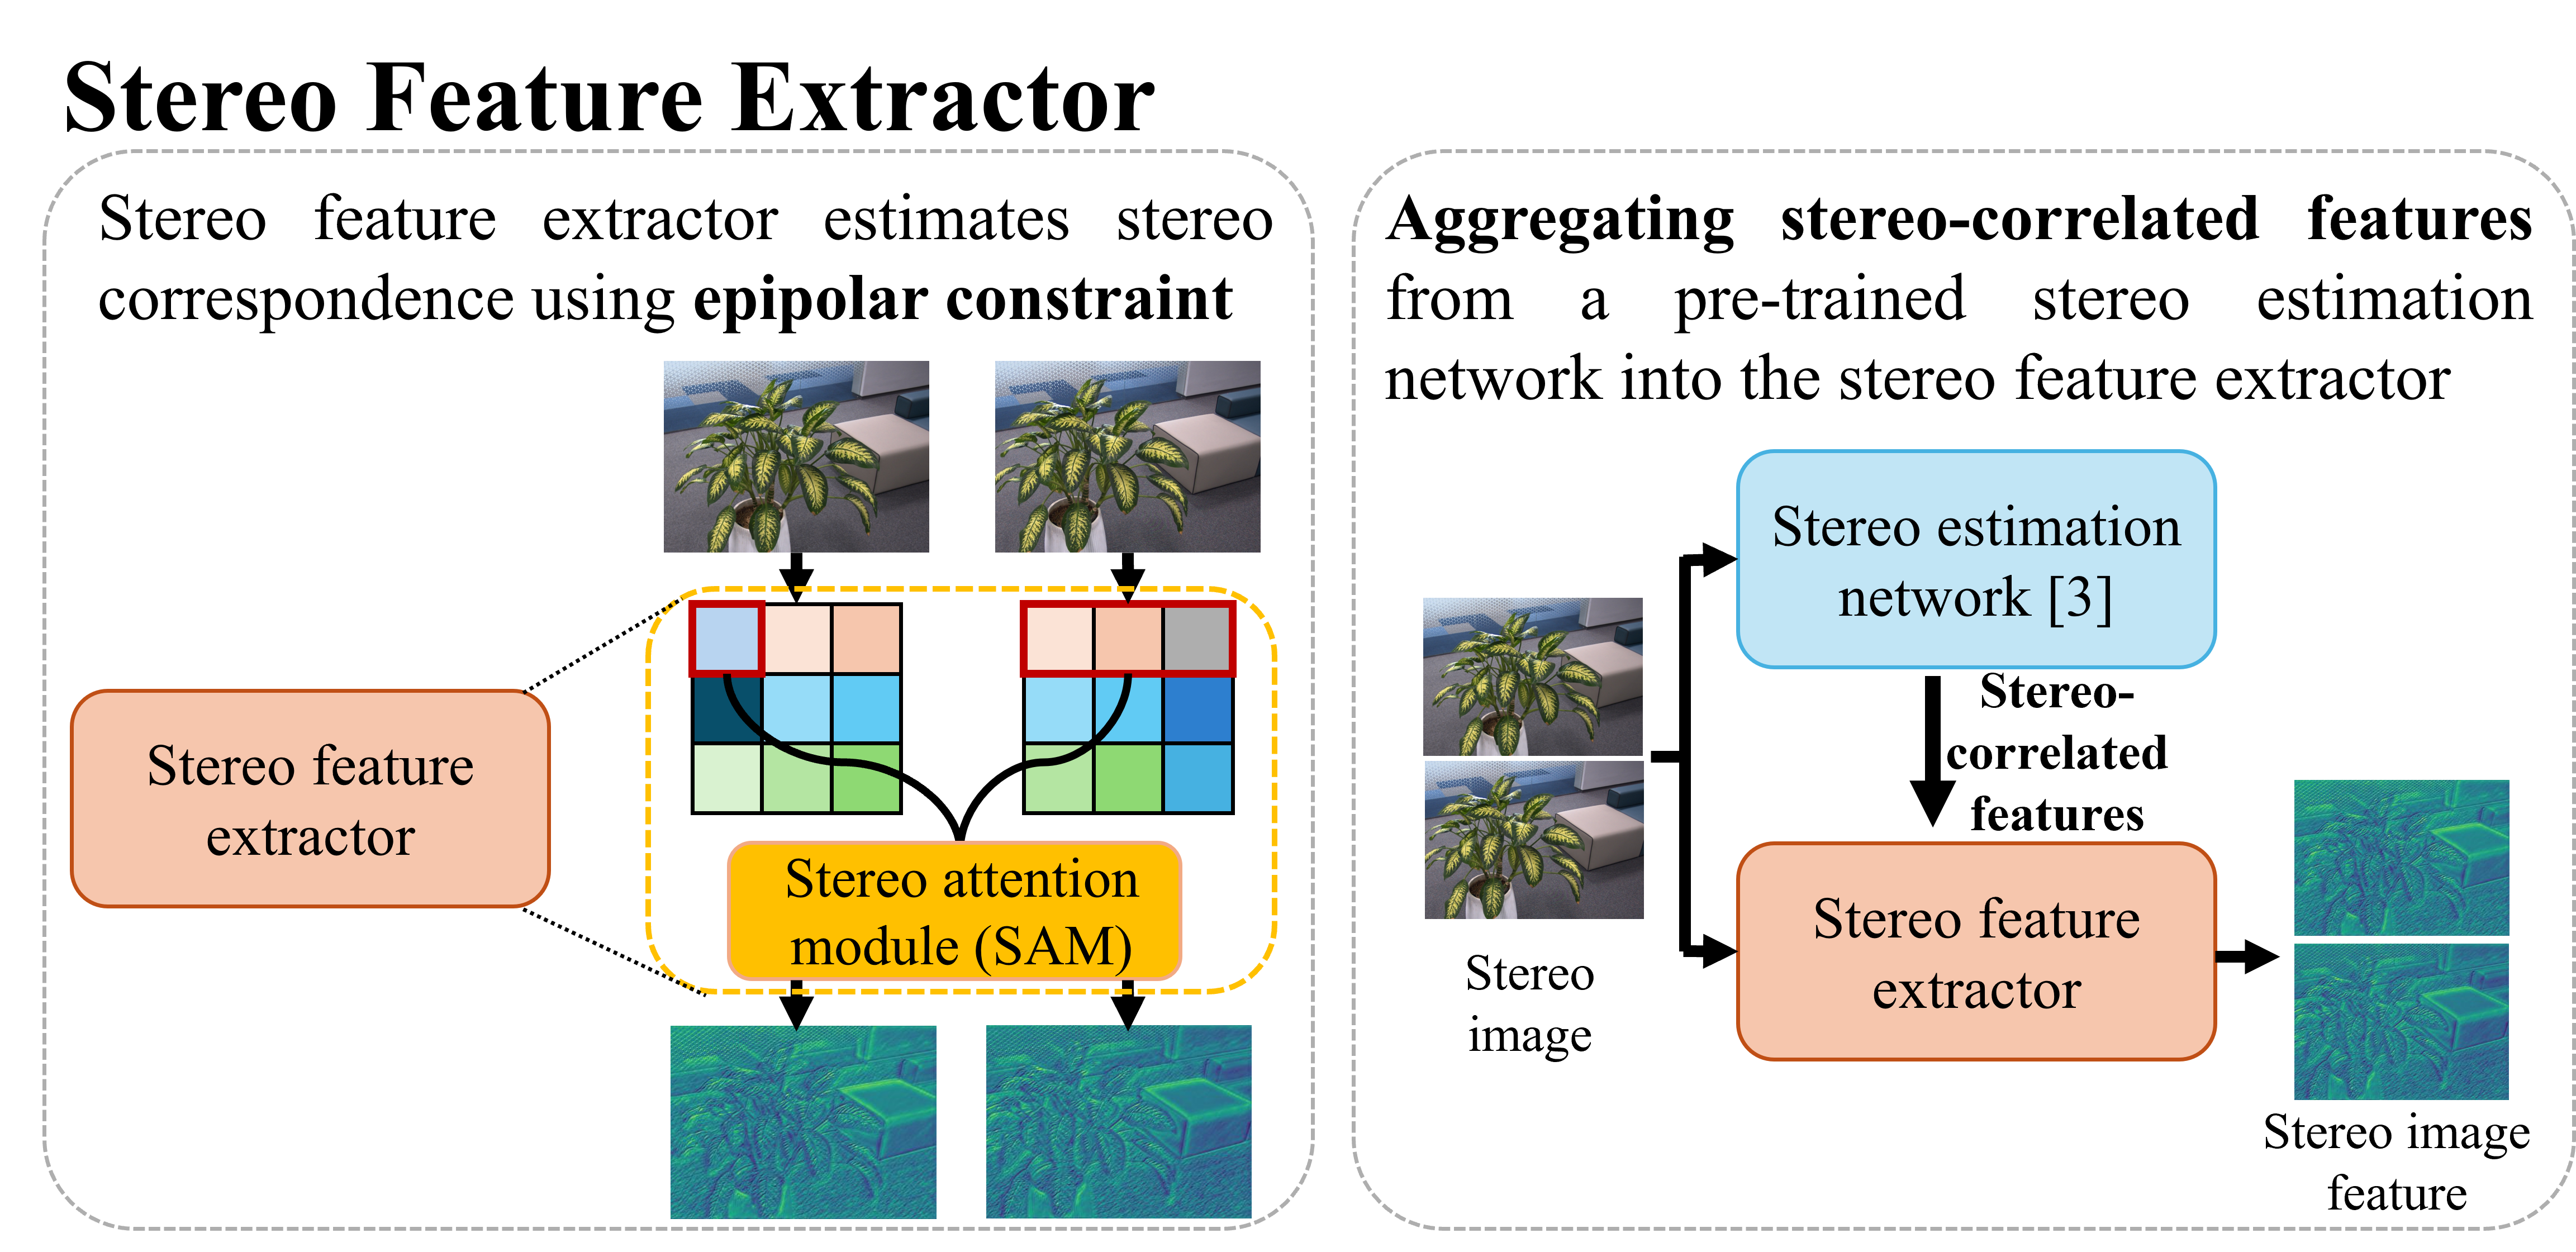 Stereo Feature Extractor
Stereo feature extractor estimates stereo
correspondence using epipolar constraint
Stereo feature
extractor
Stereo attention
module (SAM)
Aggregating stereo-correlated features
from a pre-trained stereo estimation
network into the stereo feature extractor
Stereo estimation
network [3]
Stereo-
correlated
features
Stereo
image
Stereo feature
extractor
Stereo image
feature